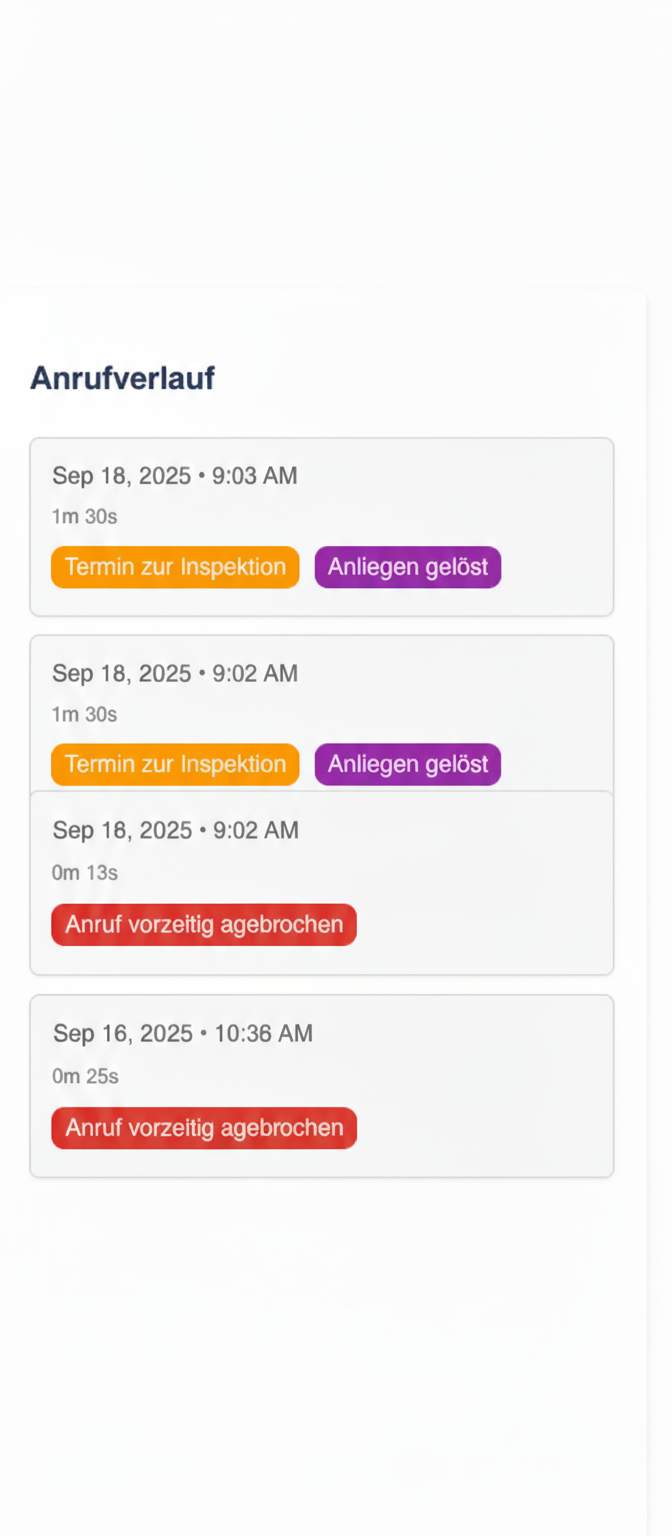 Anrufverlauf
Sep 18, 2025 • 9:03 AM
1m 30s
Termin zur Inspektion Anliegen gelöst
Sep 18, 2025 • 9:02 AM
1m 30s
Termin zur Inspektion Anliegen gelöst
Sep 18, 2025 • 9:02 AM
0m 13s
Anruf vorzeitig agebrochen
Sep 16, 2025 • 10:36 AM
0m 25s
Anruf vorzeitig agebrochen